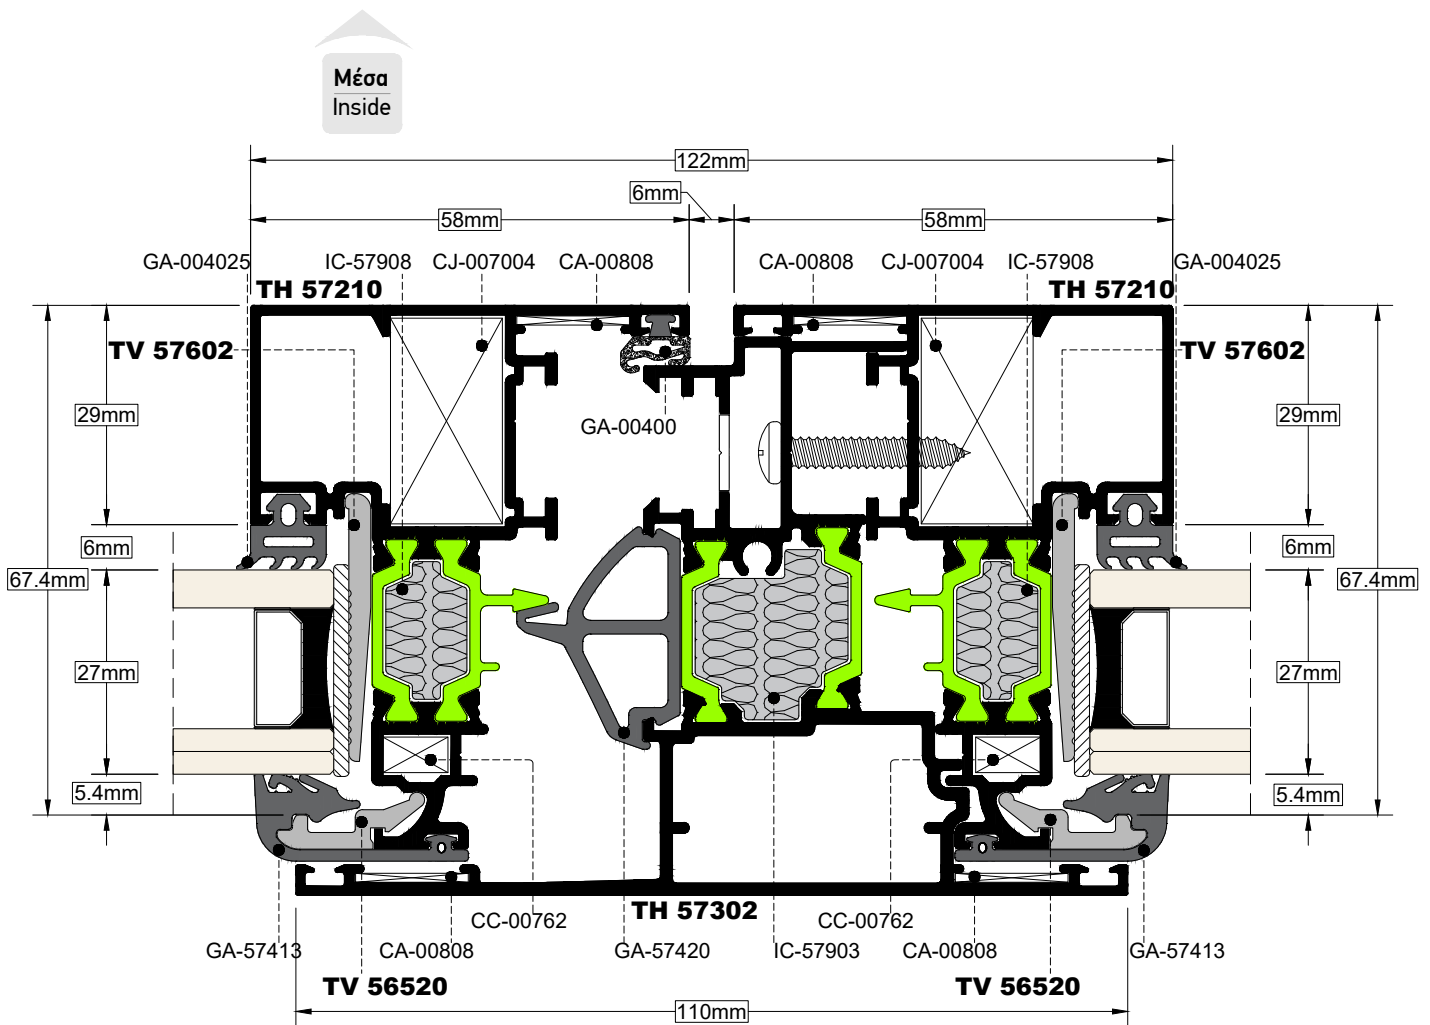 Μέσα
Inside
122mm
6mm
58mm
58mm
GA-004025
IC-57908
CJ-007004
CA-00808
CA-00808
CJ-007004
IC-57908
GA-004025
TH 57210
TH 57210
TV 57602
TV 57602
29mm
29mm
GA-00400
6mm
6mm
67.4mm
67.4mm
27mm
27mm
5.4mm
5.4mm
TH 57302
CC-00762
CC-00762
GA-57413
CA-00808
GA-57420
IC-57903
CA-00808
GA-57413
TV 56520
TV 56520
110mm